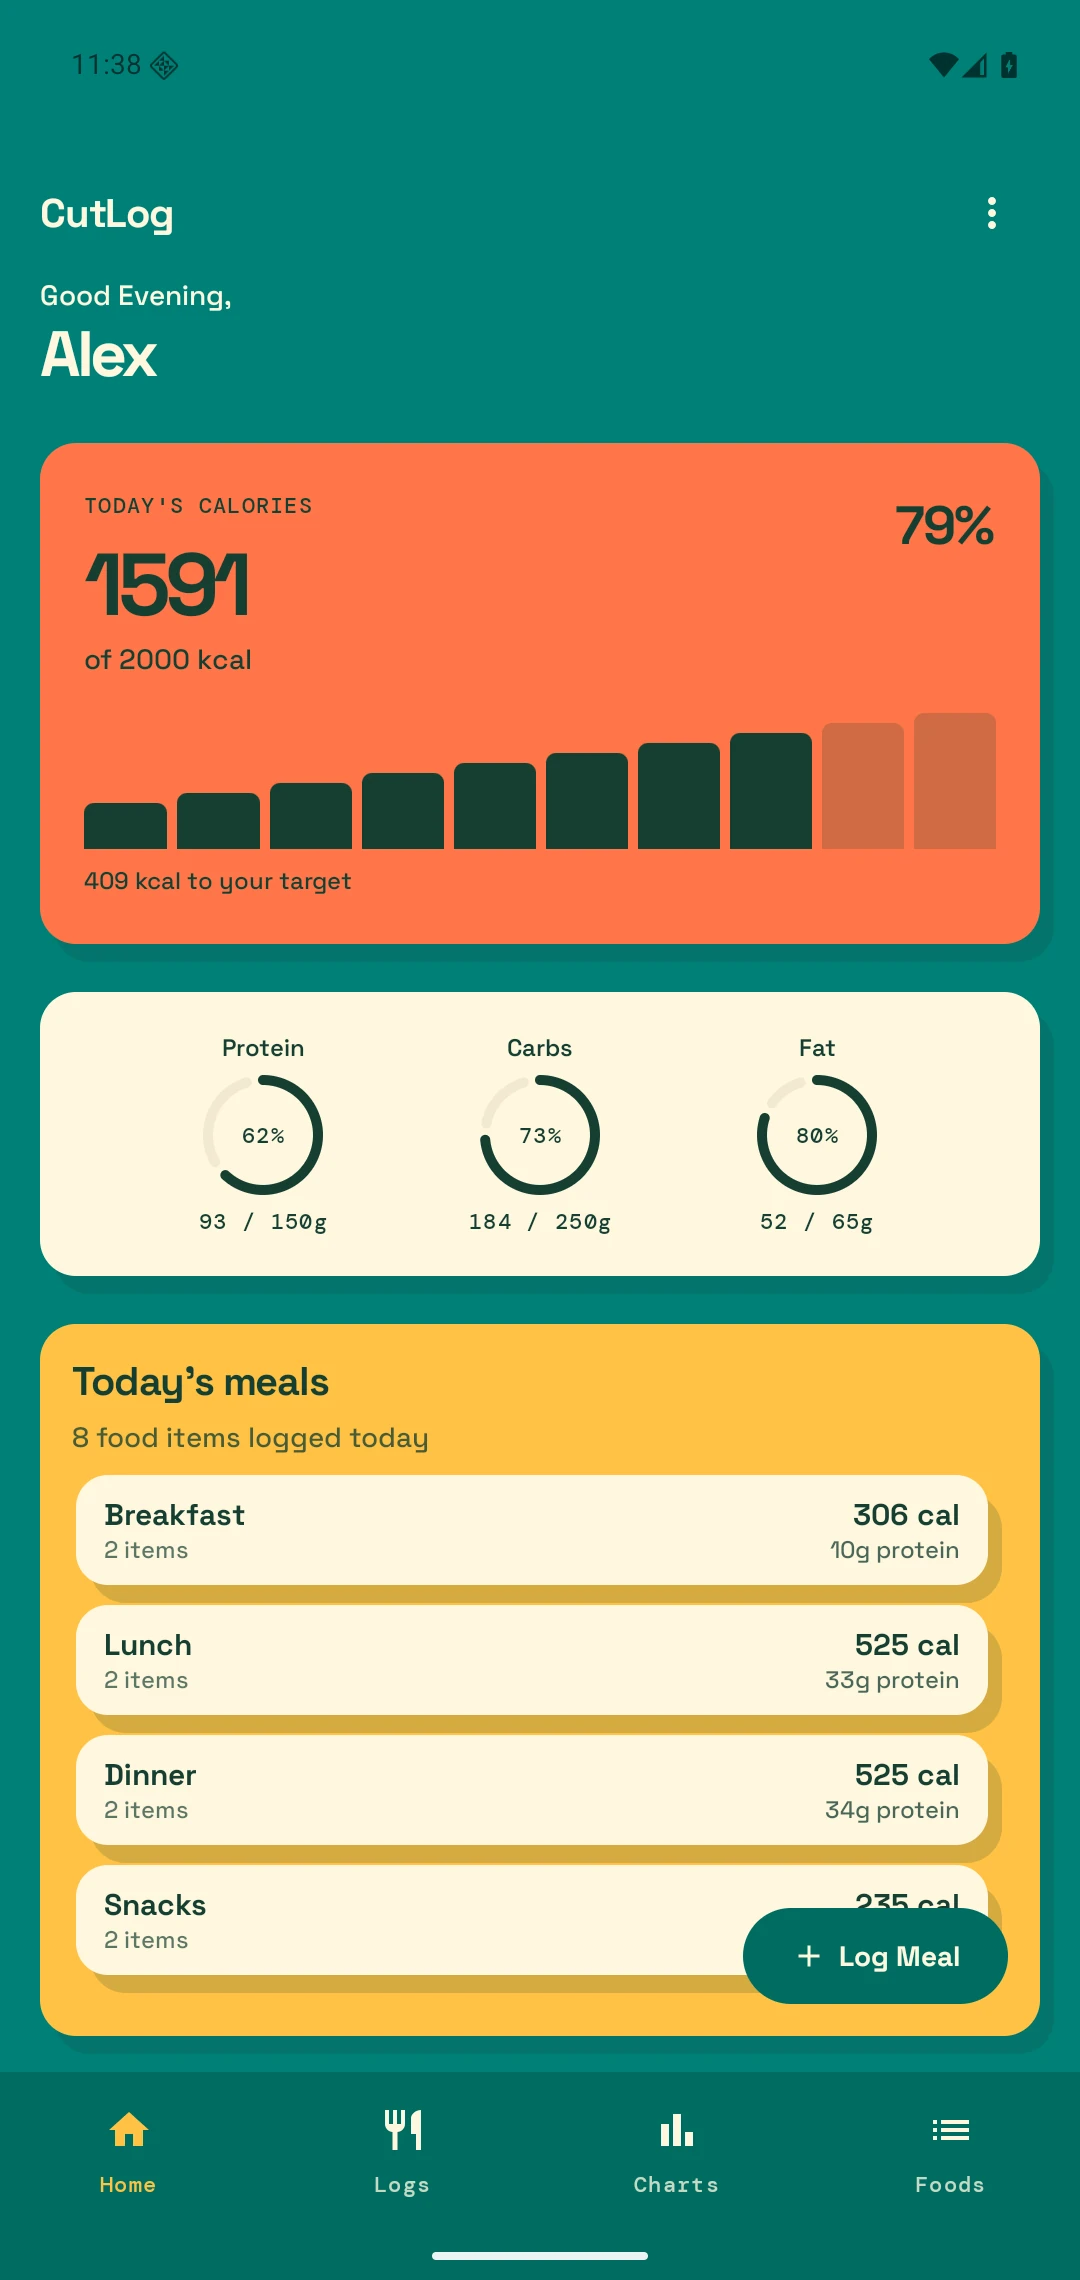 11:38
CutLog
Good Evening,
Alex
TODAY'S CALORIES
79%
1591
of 2000 kcal
409 kcal to your target
Protein
Carbs
Fat
62%
73%
80%
93 / 150g
184 / 250g
52 / 65g
Today’s meals
8 food items logged today
Breakfast
306 cal
2 items
10g protein
Lunch
525 cal
2 items
33g protein
Dinner
525 cal
2 items
34g protein
Snacks
235 cal
2 items
+ Log Meal
Home
Logs
Charts
Foods